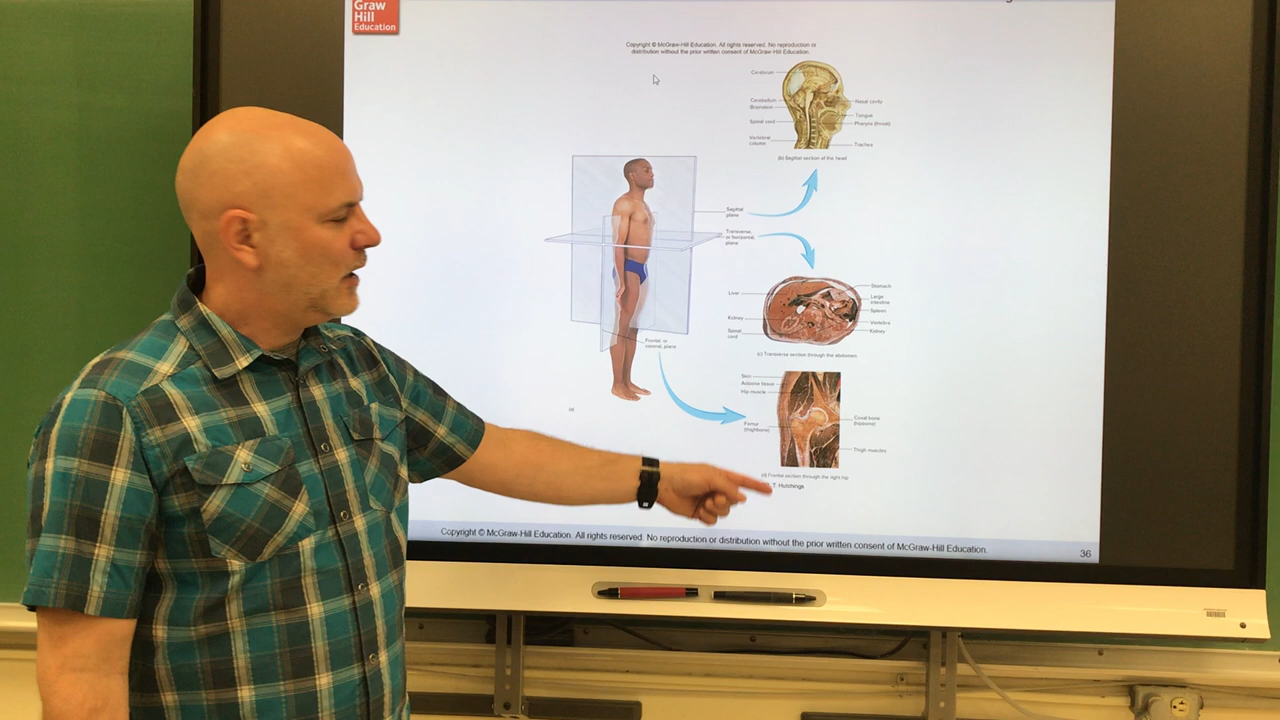 Graw
Hill
Education
Copyright © McGraw-Hill Education. All rights reserved. No reproduction or
distribution without the prior written consent of McGraw-Hill Education.
Cerebrum
Cerebellum
Brainstem
Spinal cord
Vertebral
column
Nasal cavity
Tongue
Pharynx (throat)
Trachea
(b) Sagittal section of the head
Sagittal
plane
Transverse,
or horizontal,
plane
Liver
Kidney
Spinal
cord
Stomach
Large
intestine
Spleen
Vertebra
Kidney
(c) Transverse section through the abdomen
Frontal, or
coronal, plane
(a)
Skin
Adipose tissue
Hip muscle
Femur
(thighbone)
Coxal bone
(hipbone)
Thigh muscles
(d) Frontal section through the right hip
T. Hutchings
Copyright © McGraw-Hill Education. All rights reserved. No reproduction or distribution without the prior written consent of McGraw-Hill Education.
36